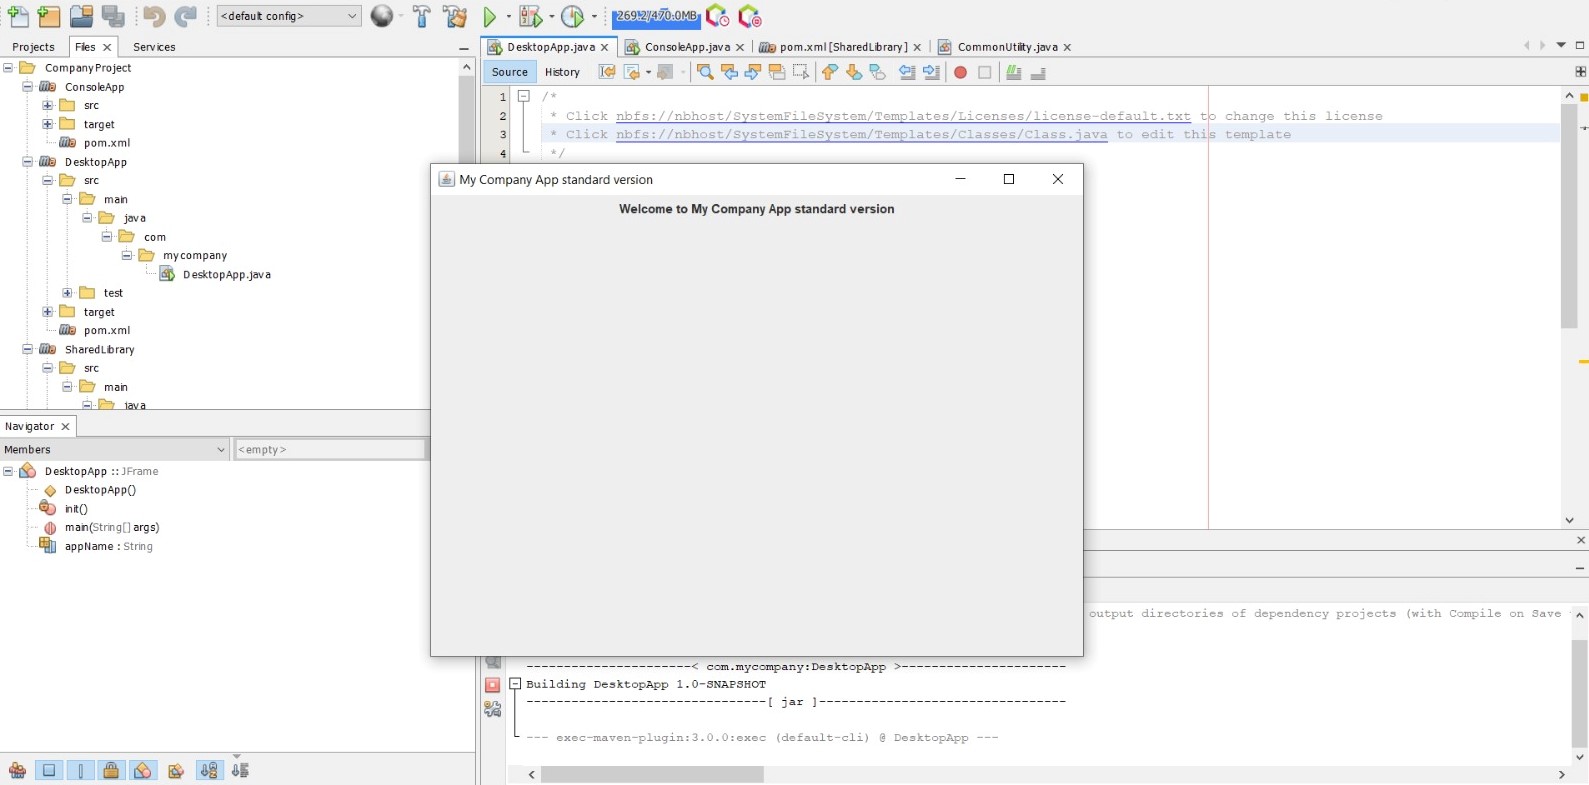 <default config>
269.2/470.0MB
Projects
Files
Services
DesktopApp.java
ConsoleApp.java
pom.xml [SharedLibrary]
CommonUtility.java
Source
History
CompanyProject
ConsoleApp
src
target
pom.xml
DesktopApp
src
main
java
com
mycompany
DesktopApp.java
test
target
pom.xml
SharedLibrary
src
main
java
1 /*
2 * Click nbfs://nbhost/SystemFileSystem/Templates/Licenses/license-default.txt to change this license
3 * Click nbfs://nbhost/SystemFileSystem/Templates/Classes/Class.java to edit this template
4 */
My Company App standard version
Welcome to My Company App standard version
Navigator
Members
<empty>
DesktopApp :: JFrame
DesktopApp()
init()
main(String[] args)
appName : String
output directories of dependency projects (with Compile on Save
----------------------< com.mycompany:DesktopApp >----------------------
Building DesktopApp 1.0-SNAPSHOT
--------------------------------[ jar ]---------------------------------
--- exec-maven-plugin:3.0.0:exec (default-cli) @ DesktopApp ---